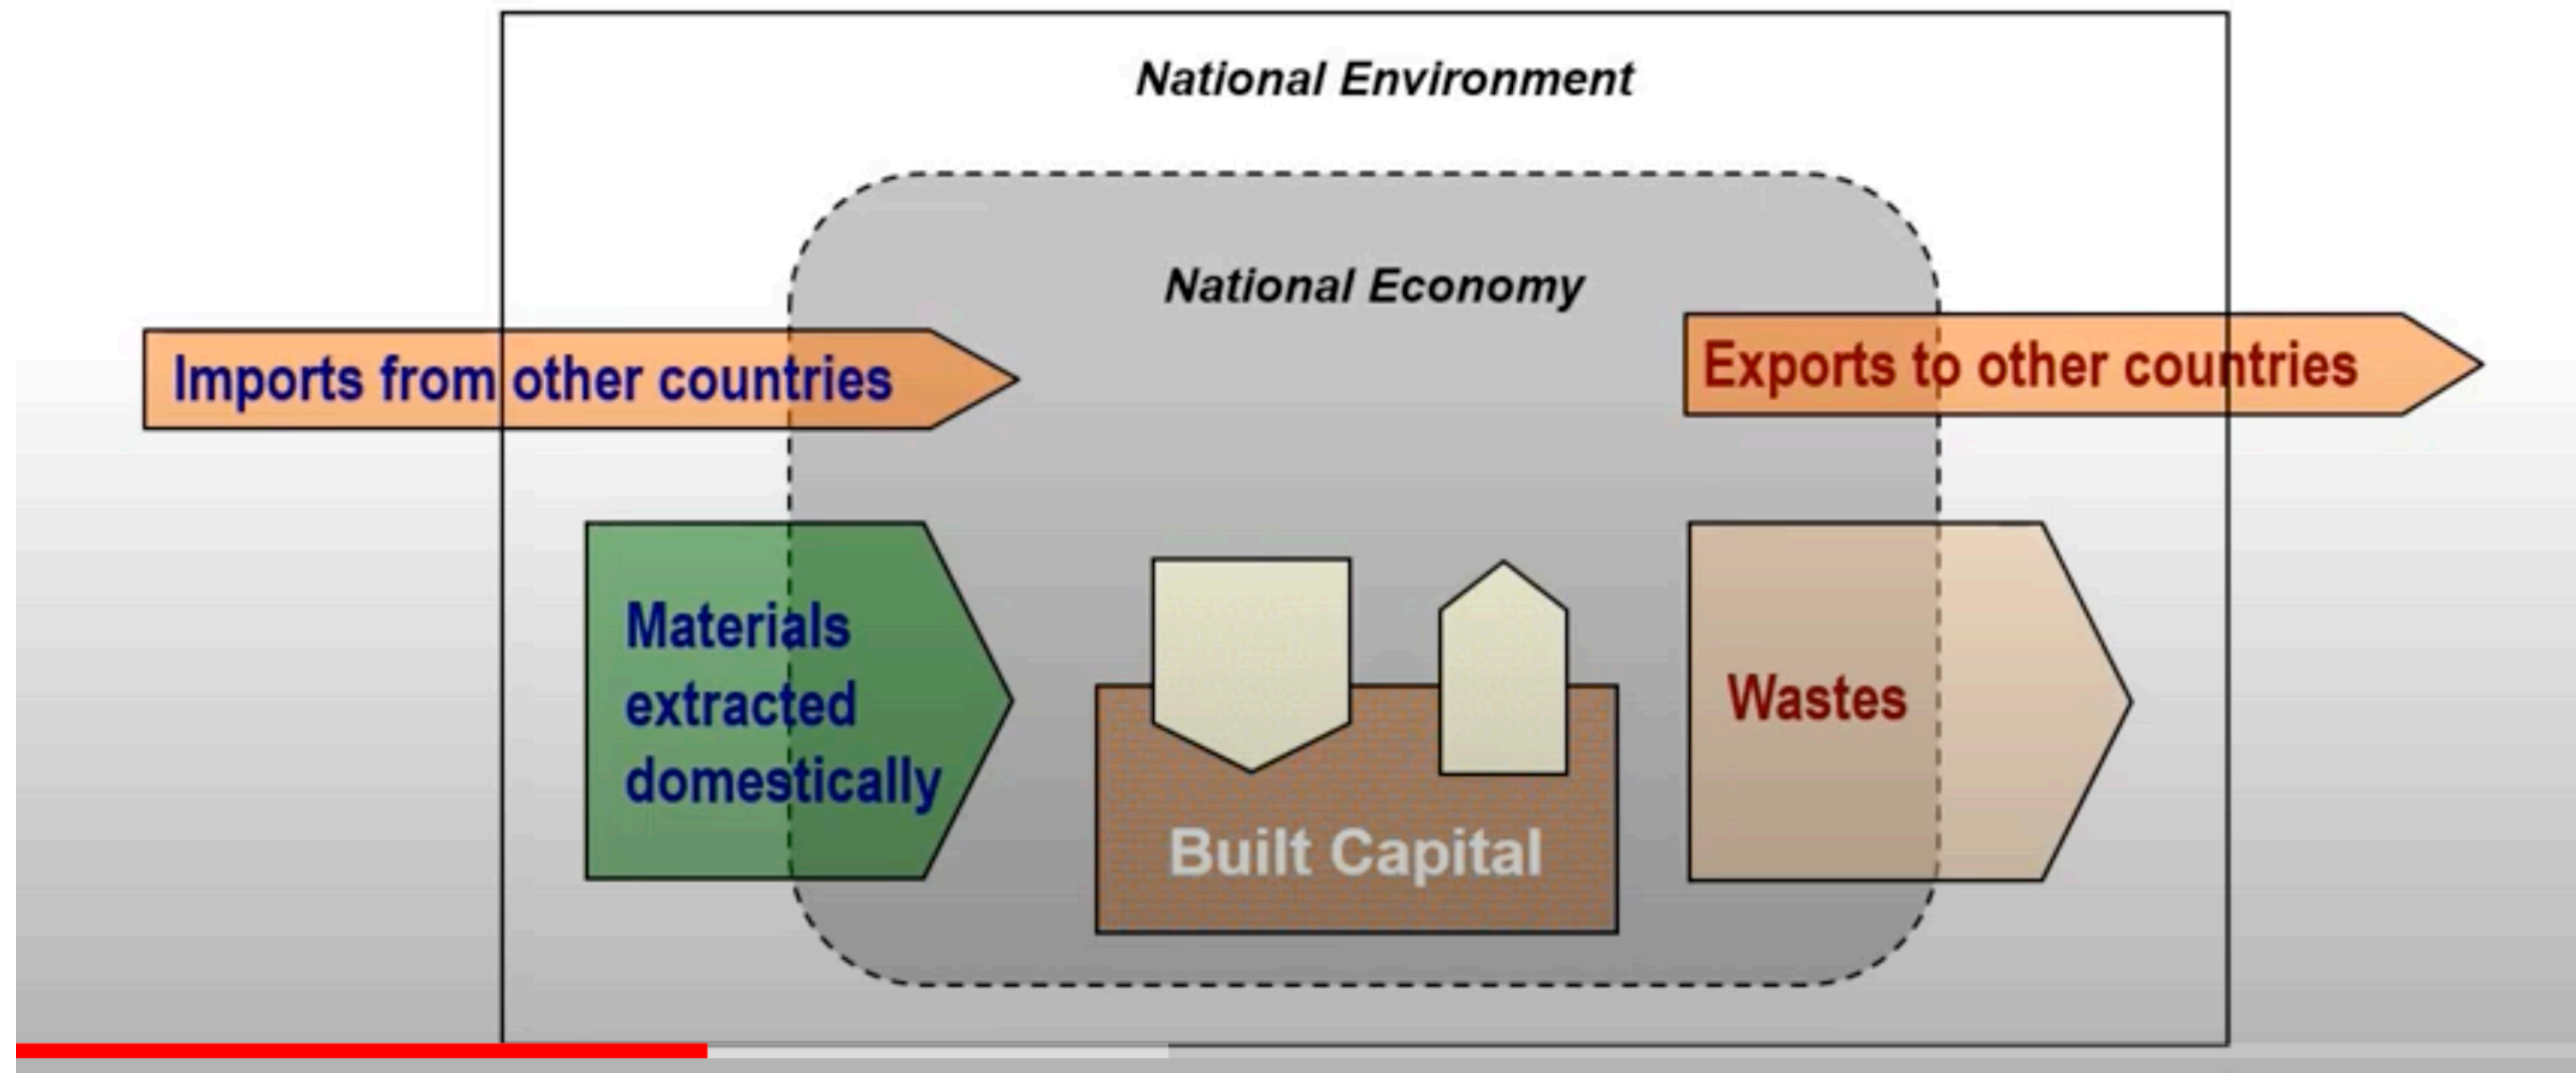 National Environment
National Economy
Imports from other countries
Exports to other countries
Materials
extracted
domestically
Wastes
Built Capital